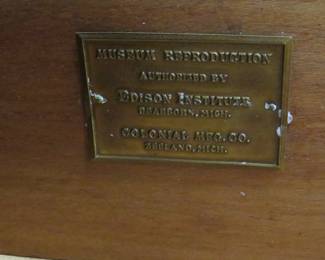 MUSEUM REPRODUCTION
AUTHORIZED BY
EDISON INSTITUTE
DEARBORN, MICH.
COLONIAL MFG. CO.
ZEELAND, MICH.